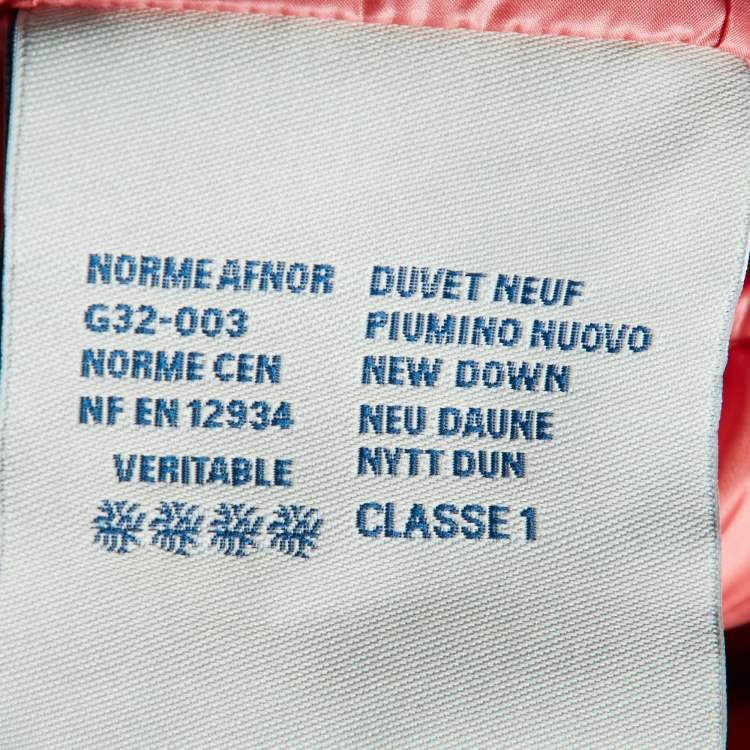 NORME AFNOR
G32-003
NORME CEN
NF EN 12934
VERITABLE
DUVET NEUF
PIUMINO NUOVO
NEW DOWN
NEU DAUNE
NYTT DUN
CLASSE 1